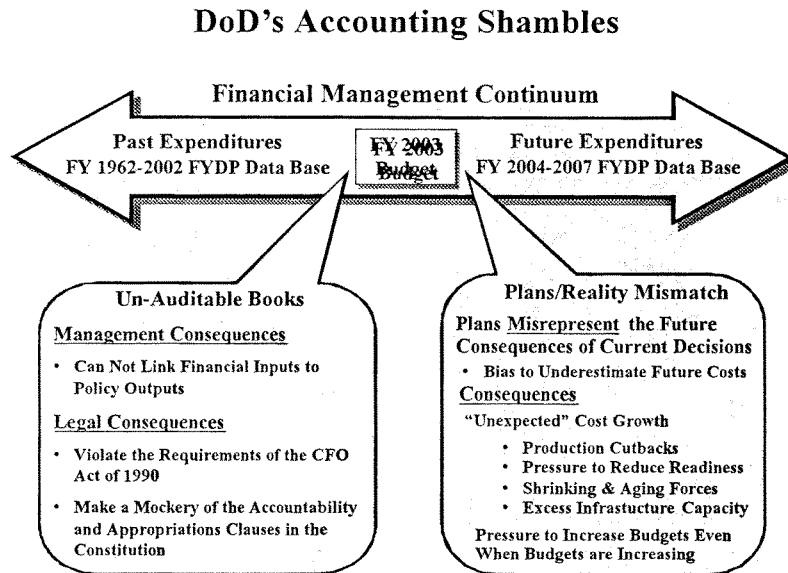 DoD's Accounting Shambles
Financial Management Continuum
Past Expenditures
FY 1962-2002 FYDP Data Base
FY 2003
Budget
Future Expenditures
FY 2004-2007 FYDP Data Base
Un-Auditable Books
Management Consequences
• Can Not Link Financial Inputs to
Policy Outputs
Legal Consequences
• Violate the Requirements of the CFO
Act of 1990
• Make a Mockery of the Accountability
and Appropriations Clauses in the
Constitution
Plans/Reality Mismatch
Plans Misrepresent the Future
Consequences of Current Decisions
• Bias to Underestimate Future Costs
Consequences
“Unexpected” Cost Growth
• Production Cutbacks
• Pressure to Reduce Readiness
• Shrinking & Aging Forces
• Excess Infrastucture Capacity
Pressure to Increase Budgets Even
When Budgets are Increasing